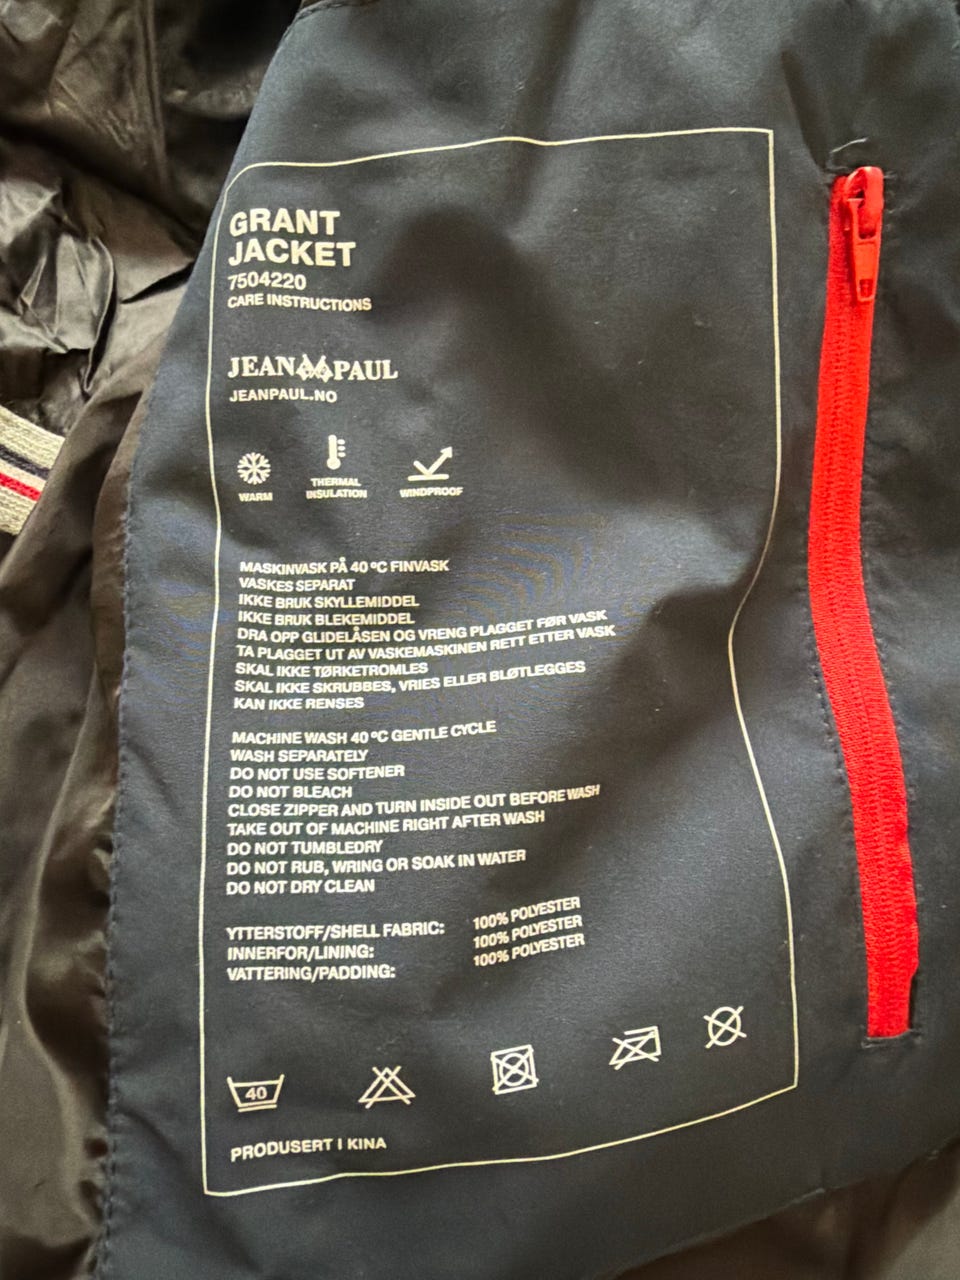 GRANT
JACKET
7504220
CARE INSTRUCTIONS
JEAN PAUL
JEANPAUL.NO
WARM
THERMAL
INSULATION
WINDPROOF
MASKINVASK PÅ 40 ºC FINVASK
VASKES SEPARAT
IKKE BRUK SKYLLEMIDDEL
IKKE BRUK BLEKEMIDDEL
DRA OPP GLIDELÅSEN OG VRENG PLAGGET FØR VASK
TA PLAGGET UT AV VASKEMASKINEN RETT ETTER VASK
SKAL IKKE TØRKETROMLES
SKAL IKKE SKRUBBES, VRIES ELLER BLØTLEGGES
KAN IKKE RENSES
MACHINE WASH 40 ºC GENTLE CYCLE
WASH SEPARATELY
DO NOT USE SOFTENER
DO NOT BLEACH
CLOSE ZIPPER AND TURN INSIDE OUT BEFORE WASH
TAKE OUT OF MACHINE RIGHT AFTER WASH
DO NOT TUMBLEDRY
DO NOT RUB, WRING OR SOAK IN WATER
DO NOT DRY CLEAN
YTTERSTOFF/SHELL FABRIC: 100% POLYESTER
INNERFOR/LINING: 100% POLYESTER
VATTERING/PADDING: 100% POLYESTER
40
PRODUSERT I KINA